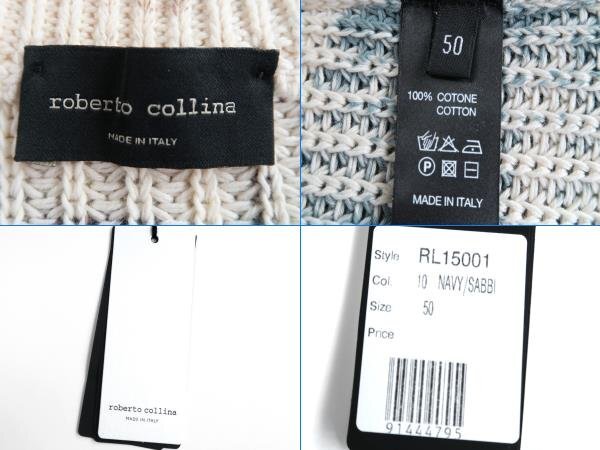 roberto collina
MADE IN ITALY
50
100% COTONE
COTTON
MADE IN ITALY
roberto collina
MADE IN ITALY
Style RL15001
Col. 10 NAVY/SABBI
Size 50
Price
91444795